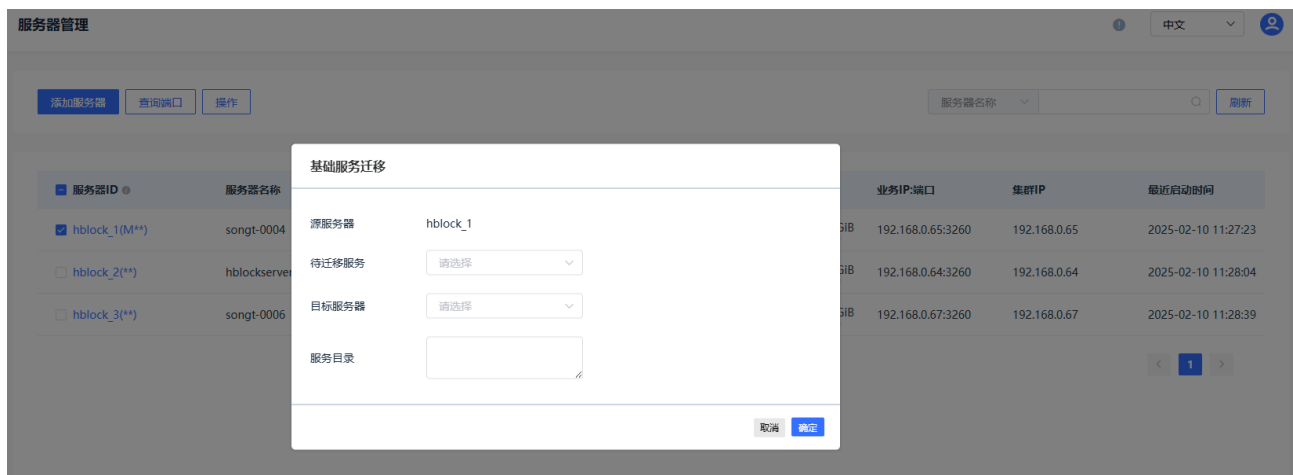 服务器管理
中文
添加服务器 查询端口 操作 服务器名称 刷新
基础服务迁移
服务器ID 服务器名称 业务IP:端口 集群IP 最近启动时间
源服务器 hblock_1
hblock_1(M**) songt-0004 GiB 192.168.0.65:3260 192.168.0.65 2025-02-10 11:27:23
待迁移服务 请选择
hblock_2(**) hblockserver GiB 192.168.0.64:3260 192.168.0.64 2025-02-10 11:28:04
目标服务器 请选择
hblock_3(**) songt-0006 GiB 192.168.0.67:3260 192.168.0.67 2025-02-10 11:28:39
服务目录
< 1 >
取消 确定